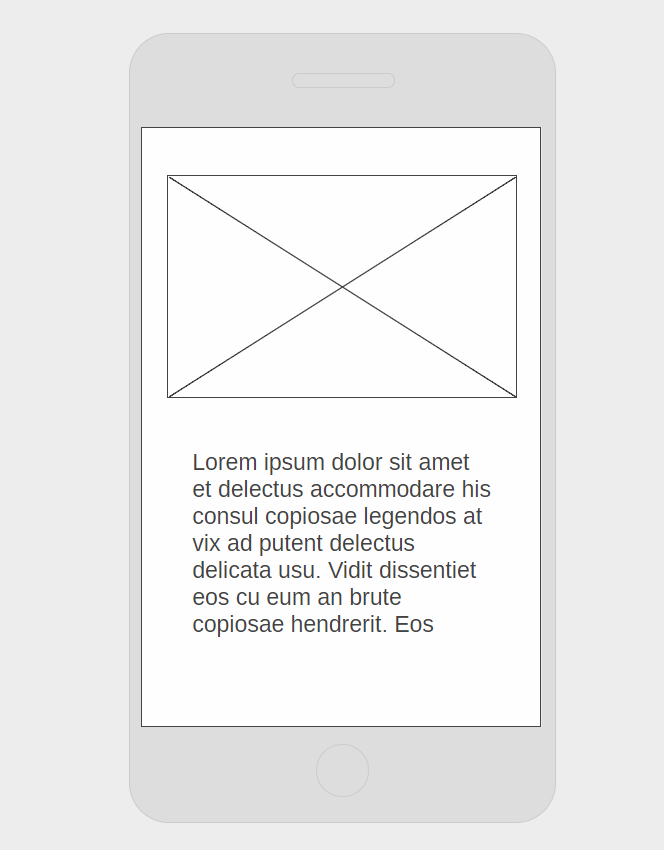 Lorem ipsum dolor sit amet
et delectus accommodare his
consul copiosae legendos at
vix ad putent delectus
delicata usu. Vidit dissentiet
eos cu eum an brute
copiosae hendrerit. Eos